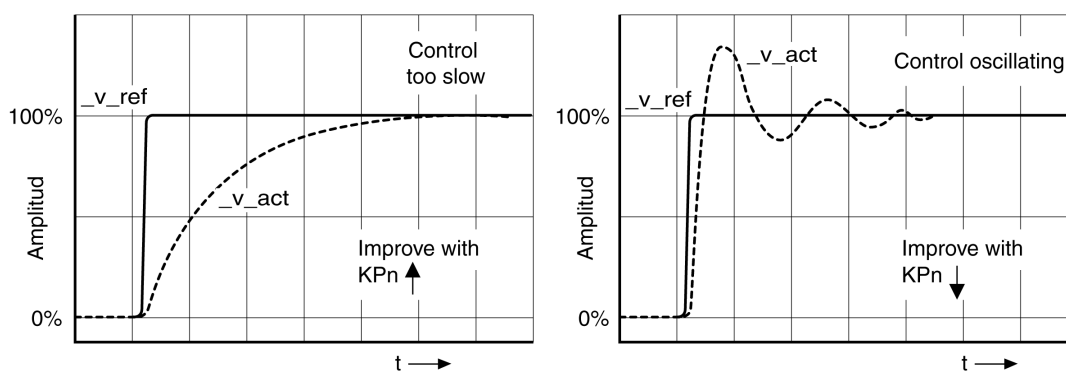 Control
too slow
_v_ref
100%
_v_act
Amplitud
Improve with
KPn
0%
t
_v_act
Control oscillating
_v_ref
100%
Amplitud
Improve with
KPn
0%
t